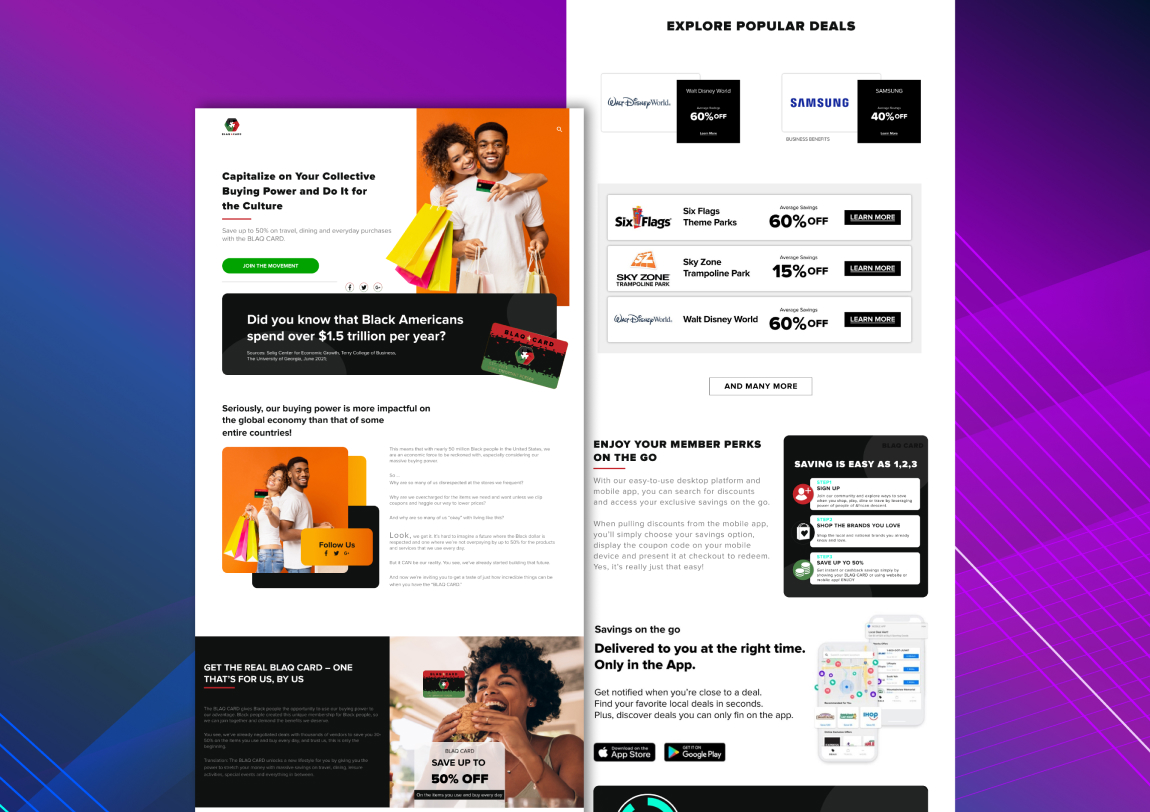 BLAQ CARD
Capitalize on Your Collective
Buying Power and Do It for
the Culture
Save up to 50% on travel, dining and everyday purchases
with the BLAQ CARD.
JOIN THE MOVEMENT
Did you know that Black Americans
spend over $1.5 trillion per year?
Sources: Selig Center for Economic Growth, Terry College of Business,
The University of Georgia, June 2021.
BLAQ CARD
Seriously, our buying power is more impactful on
the global economy than that of some
entire countries!
This means that with nearly 50 million Black people in the United States, we
are an economic force to be reckoned with, especially considering our
massive buying power.
So ...
Why are so many of us disrespected at the stores we frequent?
Why are we overcharged for the items we need and want unless we clip
coupons and haggle our way to lower prices?
And why are so many of us "okay" with living like this?
Look, we get it. It's hard to imagine a future where the Black dollar is
respected and one where we're not overpaying by up to 50% for the products
and services that we use every day.
But it CAN be our reality. You see, we've already started building that future.
And now we're inviting you to get a taste of just how incredible things can be
when you have the "BLAQ CARD."
Follow Us
GET THE REAL BLAQ CARD – ONE
THAT'S FOR US, BY US
The BLAQ CARD gives Black people the opportunity to use our buying power to
our advantage. Black people created this unique membership for Black people, so
we can join together and demand the benefits we deserve.
You see, we've already negotiated deals with thousands of vendors to save you
50% on the items you use and buy every day, and trust us, this is only the
beginning.
Translation: The BLAQ CARD unlocks a new lifestyle for you by giving you the
power to stretch your money with massive savings on travel, dining, leisure
activities, special events and everything in between.
BLAQ CARD
SAVE UP TO
50% OFF
On the items you use and buy every day
EXPLORE POPULAR DEALS
Walt Disney World.
Walt Disney World
Average Savings
60% OFF
Learn More
SAMSUNG
SAMSUNG
Average Savings
40% OFF
Learn More
BUSINESS BENEFITS
Six Flags
Six Flags
Theme Parks
Average Savings
60% OFF
LEARN MORE
SKY ZONE
TRAMPOLINE PARK
Sky Zone
Trampoline Park
Average Savings
15% OFF
LEARN MORE
Walt Disney World.
Walt Disney World
Average Savings
60% OFF
LEARN MORE
AND MANY MORE
ENJOY YOUR MEMBER PERKS
ON THE GO
With our easy-to-use desktop platform and
mobile app, you can search for discounts
and access your exclusive savings on the go.
When pulling discounts from the mobile app,
you'll simply choose your savings option,
display the coupon code on your mobile
device and present it at checkout to redeem.
Yes, it's really just that easy!
BLAQ CARD
SAVING IS EASY AS 1,2,3
STEP1
SIGN UP
Join our community and explore ways to save
when you shop, play, dine or trave by leveraging
power of people of African descent.
STEP2
SHOP THE BRANDS YOU LOVE
Shop the local and national brands you already
know and love.
STEP3
SAVE UP YO 50%
Get instant or cashback savings simply by
showing your BLAQ CARD or using website or
mobile app! ENJOY!
Savings on the go
Delivered to you at the right time.
Only in the App.
Get notified when you're close to a deal.
Find your favorite local deals in seconds.
Plus, discover deals you can only fin on the app.
Download on the
App Store
GET IT ON
Google Play
IHOP